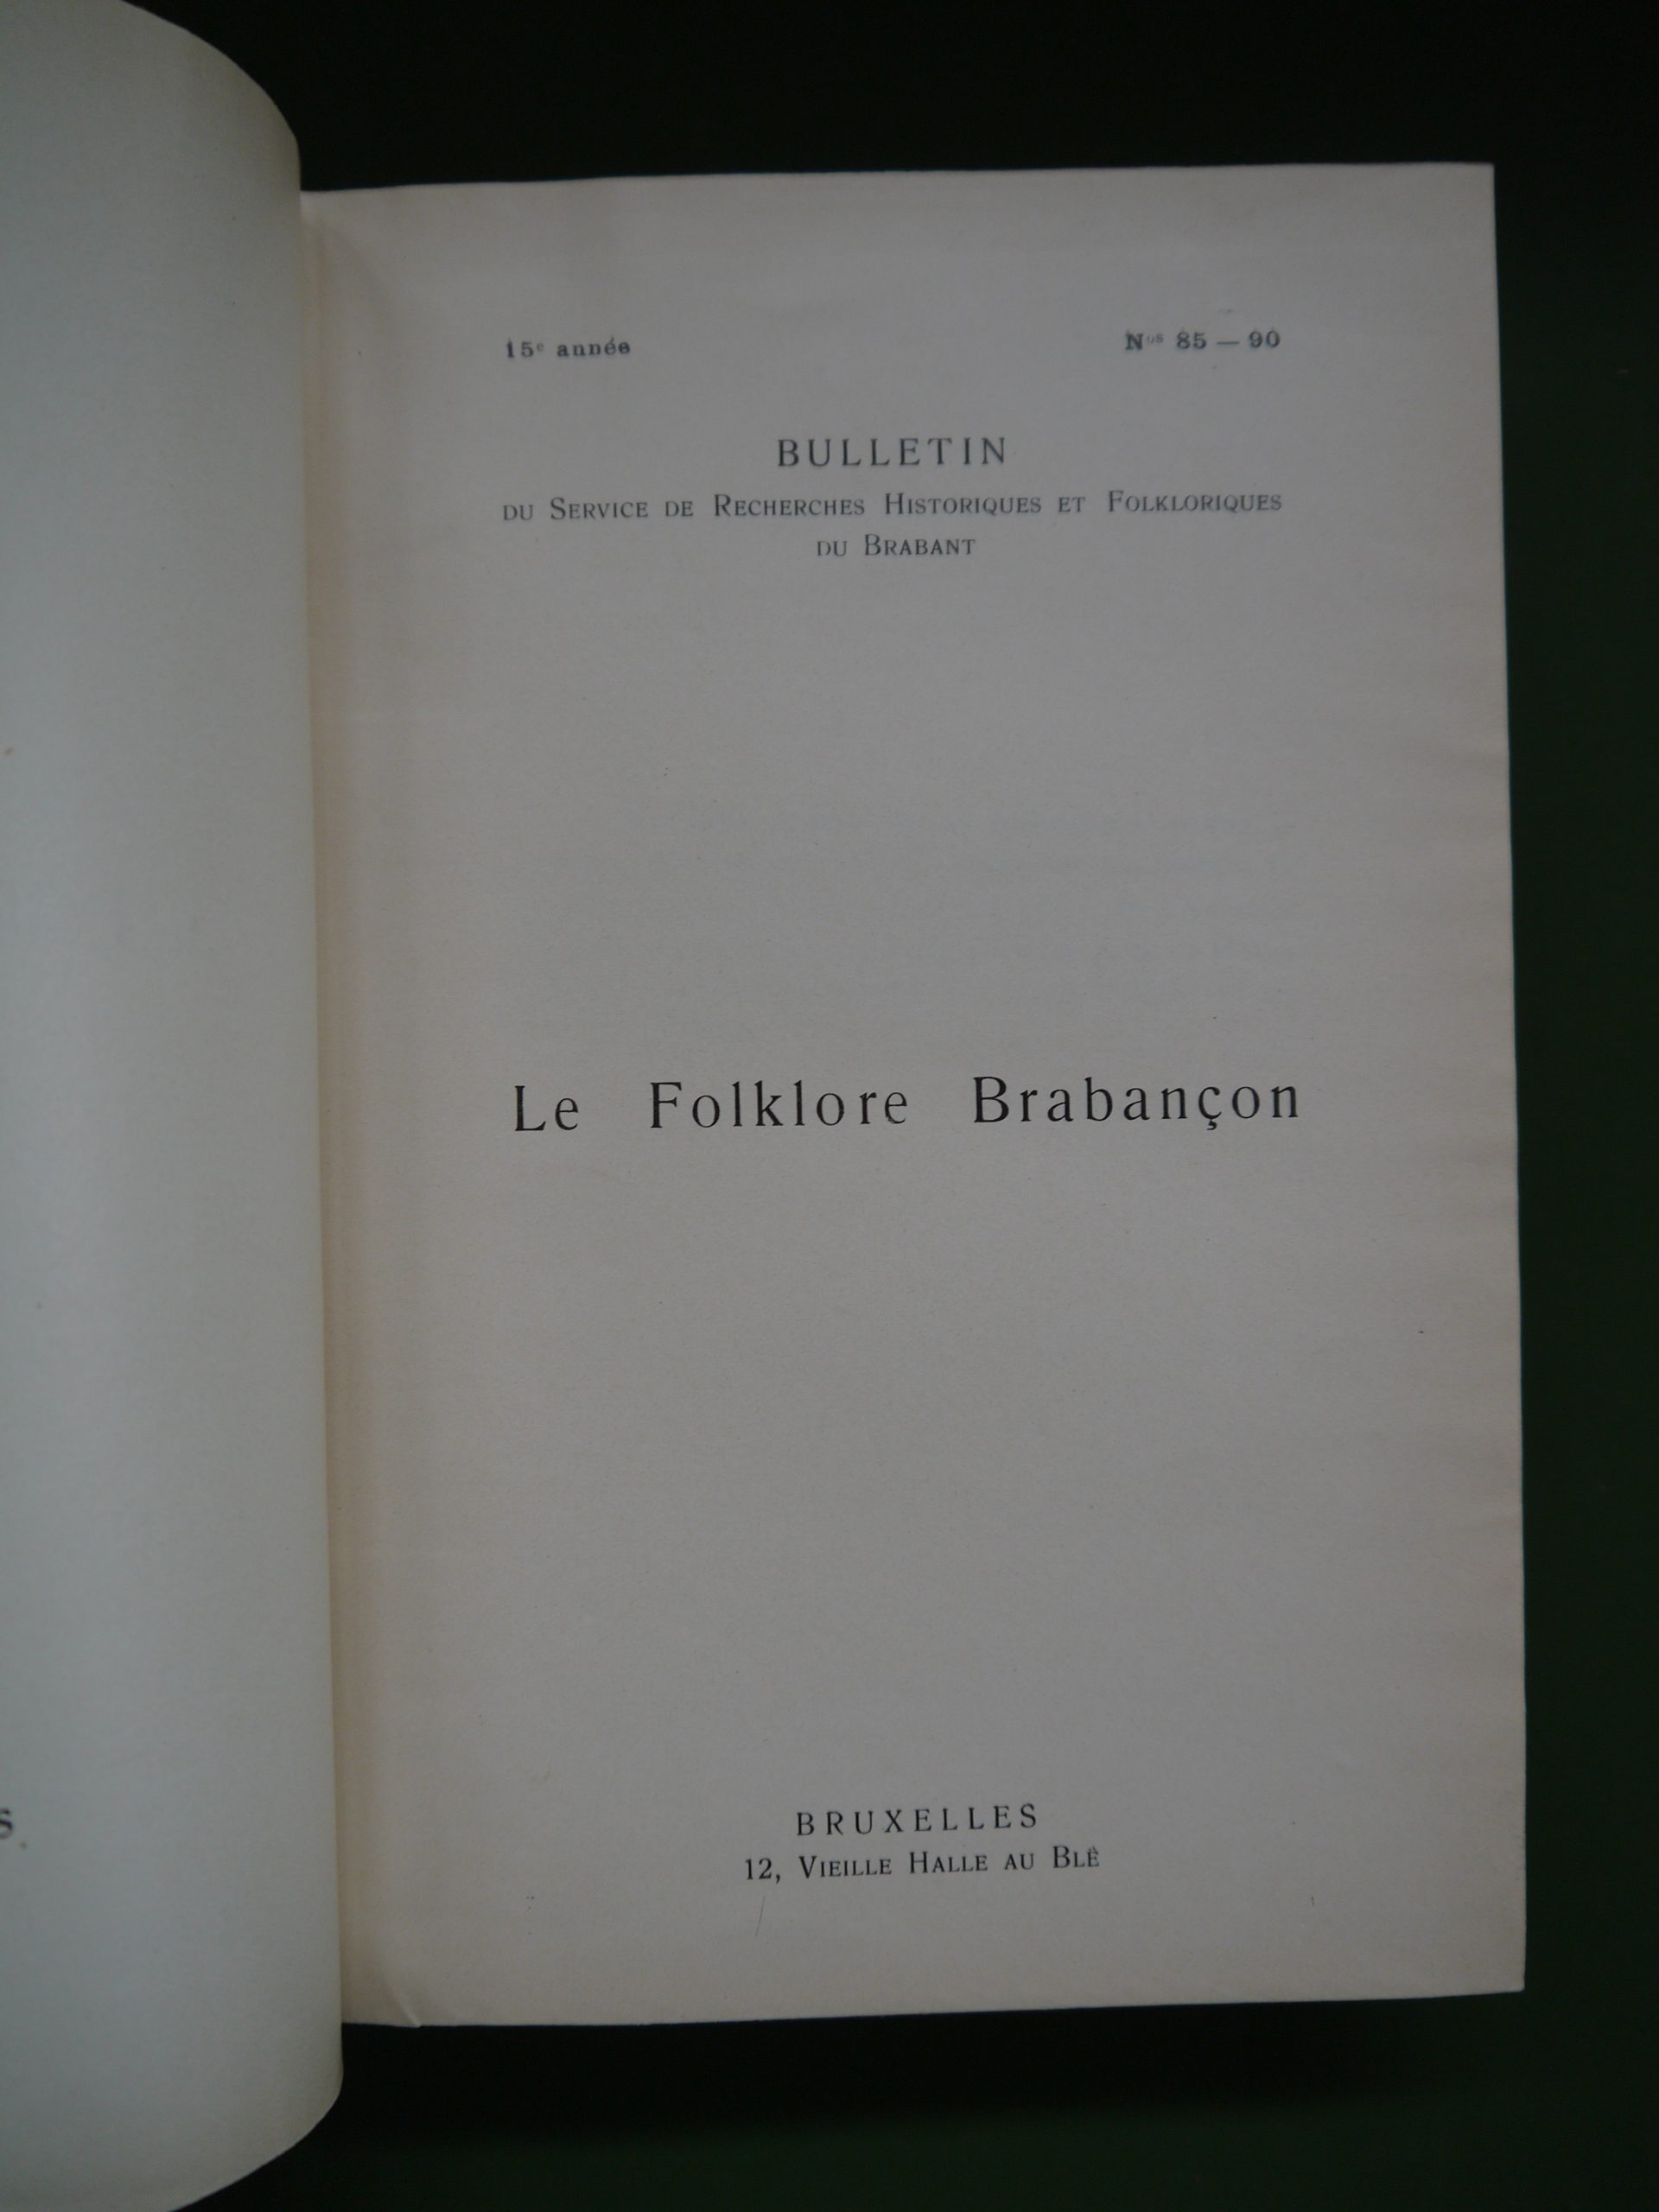 15e année Nos 85 — 90
BULLETIN
DU SERVICE DE RECHERCHES HISTORIQUES ET FOLKLORIQUES
DU BRABANT
Le Folklore Brabançon
BRUXELLES
12, VIEILLE HALLE AU BLÉ